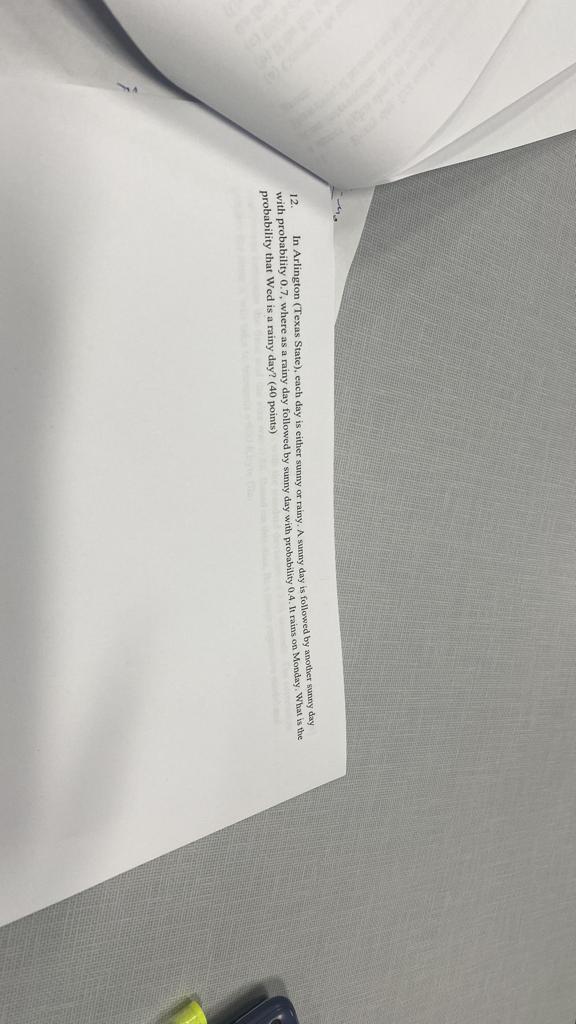 12. In Arlington (Texas State), each day is either sunny or rainy. A sunny day is followed by another sunny day
with probability 0.7, where as a rainy day followed by sunny day with probability 0.4. It rains on Monday. What is the
probability that Wed is a rainy day? (40 points)